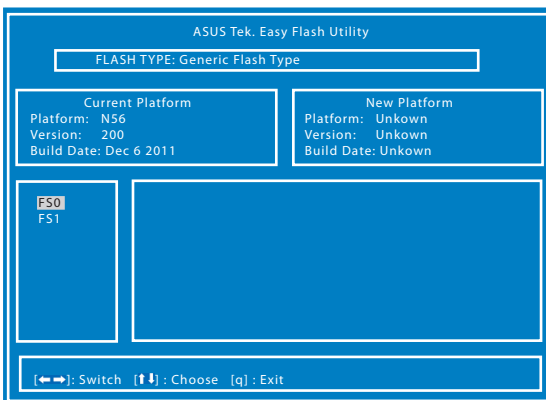 ASUS Tek. Easy Flash Utility
FLASH TYPE: Generic Flash Type
Current Platform
Platform: N56
Version: 200
Build Date: Dec 6 2011
New Platform
Platform: Unkown
Version: Unkown
Build Date: Unkown
FS0
FS1
[←→]: Switch [↑↓] : Choose [q] : Exit